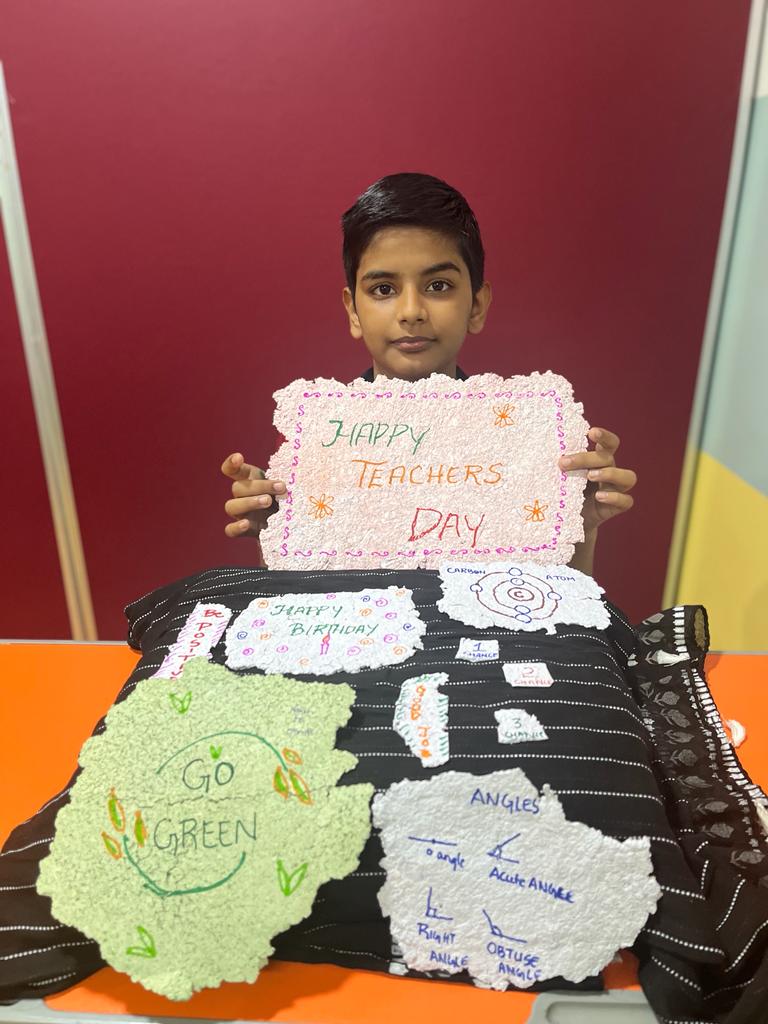 HAPPY
TEACHERS
DAY
CARBON ATOM
C
HAPPY
BIRTHDAY
Be POSITIVE
1
CHANCE
2
CHANCE
3
CHANCE
GOOD JOB
GO
GREEN
ANGLES
0 angle
Acute ANGLE
RIGHT
ANGLE
OBTUSE
ANGLE